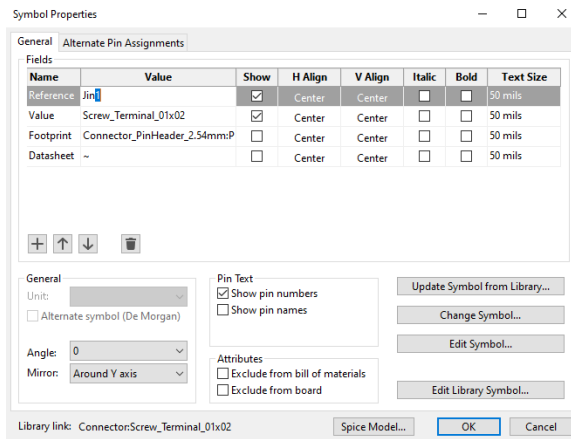 Symbol Properties
General Alternate Pin Assignments
Fields
Name Value Show H Align V Align Italic Bold Text Size
Reference Jin1 Center Center 50 mils
Value Screw_Terminal_01x02 Center Center 50 mils
Footprint Connector_PinHeader_2.54mm:P Center Center 50 mils
Datasheet ~ Center Center 50 mils
General
Unit:
Alternate symbol (De Morgan)
Angle: 0
Mirror: Around Y axis
Pin Text
Show pin numbers
Show pin names
Attributes
Exclude from bill of materials
Exclude from board
Update Symbol from Library...
Change Symbol...
Edit Symbol...
Edit Library Symbol...
Library link: Connector:Screw_Terminal_01x02 Spice Model... OK Cancel